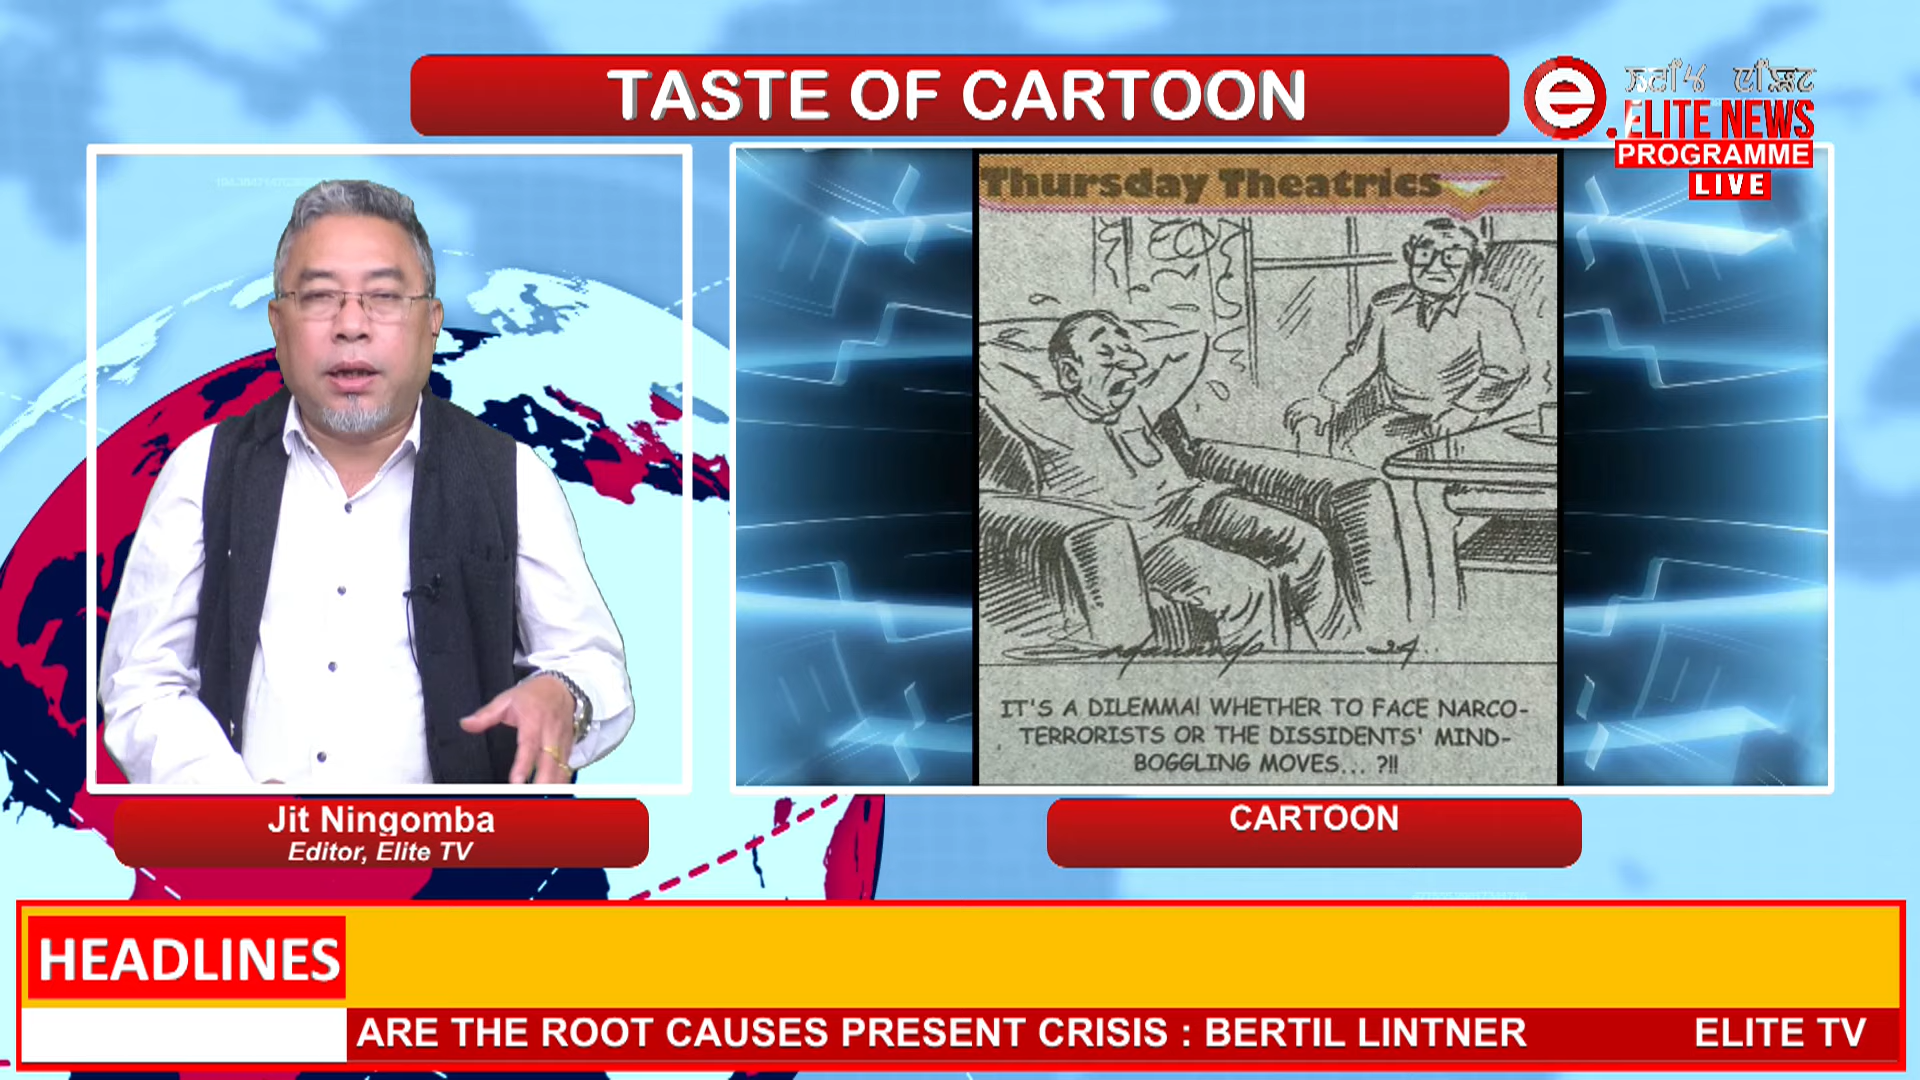 TASTE OF CARTOON
e.
ELITE NEWS
PROGRAMME
LIVE
Thursday Theatrics
IT'S A DILEMMA! WHETHER TO FACE NARCO-
TERRORISTS OR THE DISSIDENTS' MIND-
BOGGLING MOVES... ?!!
Jit Ningomba
Editor, Elite TV
CARTOON
HEADLINES
ARE THE ROOT CAUSES PRESENT CRISIS : BERTIL LINTNER
ELITE TV